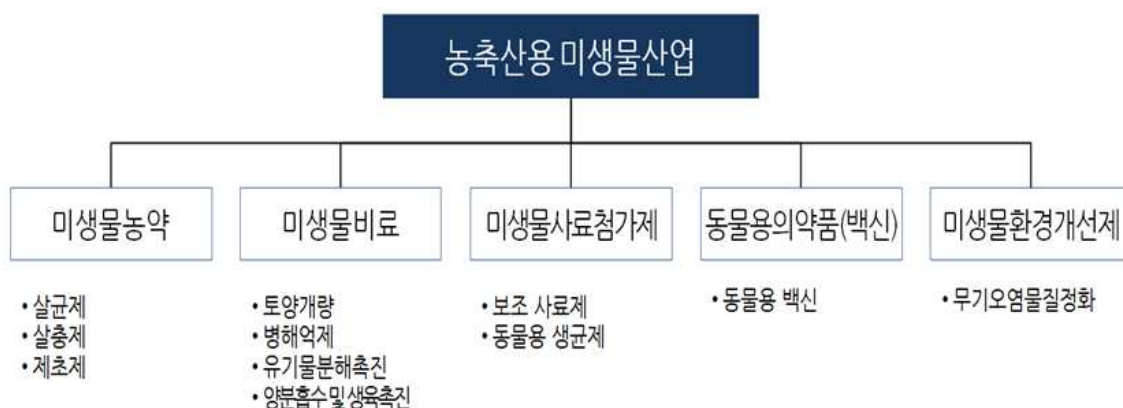 농축산용 미생물산업
미생물농약
미생물비료
미생물사료첨가제
동물용의약품(백신)
미생물환경개선제
• 살균제
• 살충제
• 제초제
• 토양개량
• 병해억제
• 유기물분해촉진
• 양분흡수 및 생육촉진
• 보조 사료제
• 동물용 생균제
• 동물용 백신
• 무기오염물질정화